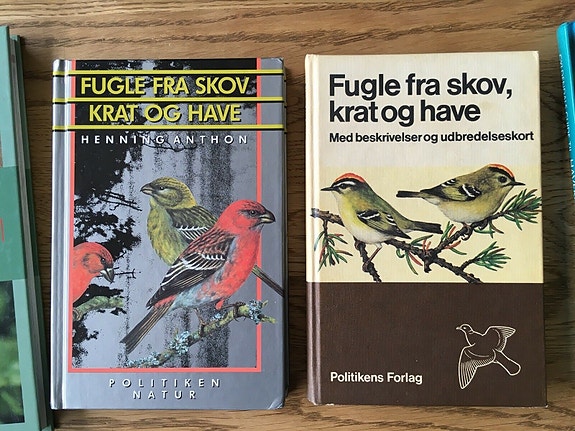 FUGLE FRA SKOV
KRAT OG HAVE
HENNING ANTHON
POLITIKEN
NATUR
Fugle fra skov,
krat og have
Med beskrivelser og udbredelseskort
Politikens Forlag